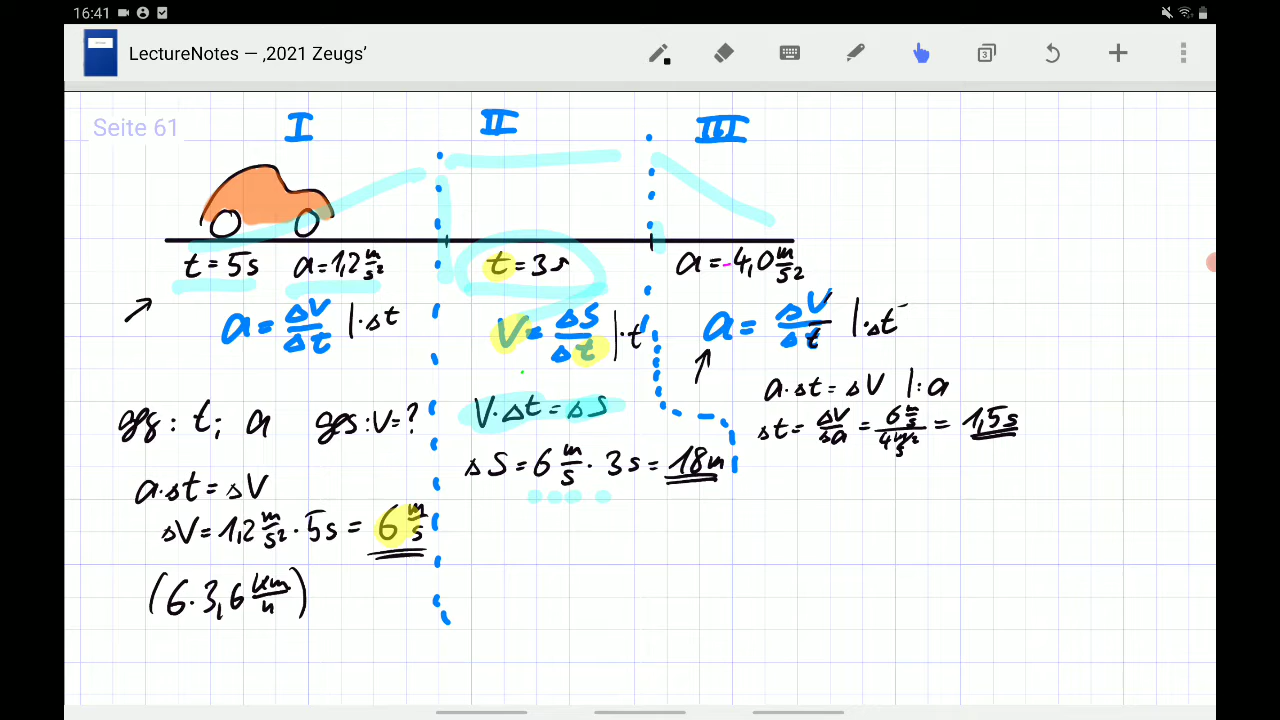 16:41
LectureNotes — ‚2021 Zeugs’
3
Seite 61
I
II
III
t = 5s a = 1,2 m/s²
t = 3s
a = -4,0 m/s²
a = ΔV/Δt | · Δt
V = ΔS/Δt | · t
a = ΔV/Δt | · Δt
geg : t; a ges : V = ?
a · Δt = ΔV
ΔV = 1,2 m/s² · 5s = 6 m/s
(6 · 3,6 km/h)
V · Δt = ΔS
ΔS = 6 m/s · 3s = 18m
a · Δt = ΔV | : a
Δt = ΔV/Δa = 6 m/s / 4 m/s² = 1,5s